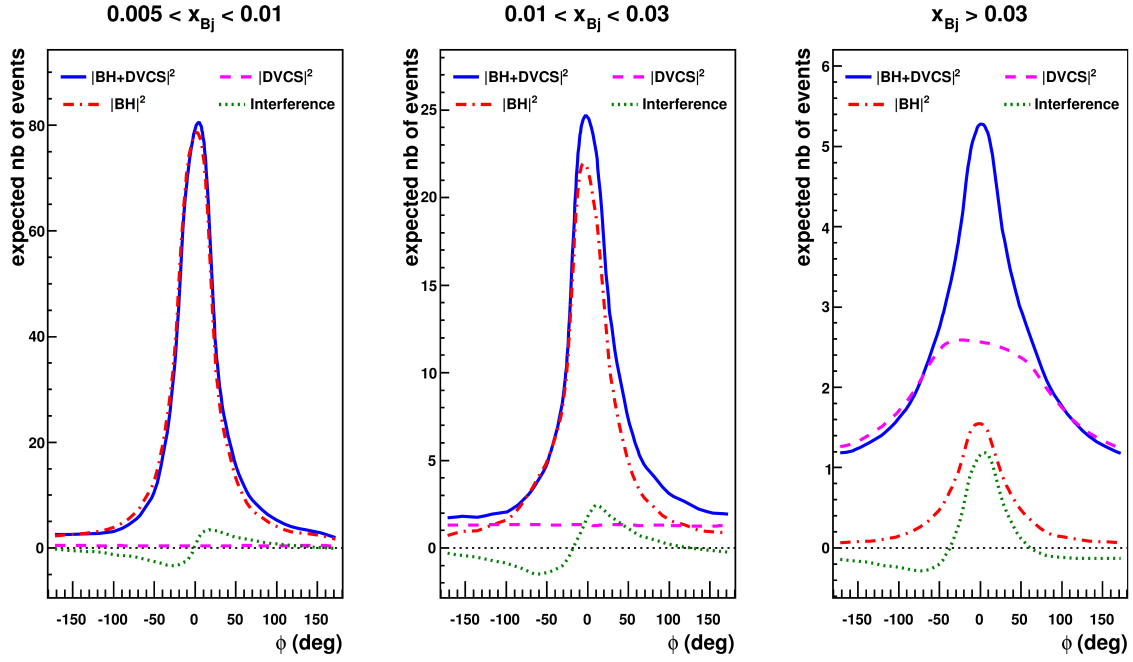 0.005 < x_Bj < 0.01
expected nb of events
|BH+DVCS|²
|DVCS|²
|BH|²
Interference
80
60
40
20
0
-150 -100 -50 0 50 100 150
ϕ (deg)
0.01 < x_Bj < 0.03
expected nb of events
|BH+DVCS|²
|DVCS|²
|BH|²
Interference
25
20
15
10
5
0
-150 -100 -50 0 50 100 150
ϕ (deg)
x_Bj > 0.03
expected nb of events
|BH+DVCS|²
|DVCS|²
|BH|²
Interference
6
5
4
3
2
1
0
-150 -100 -50 0 50 100 150
ϕ (deg)